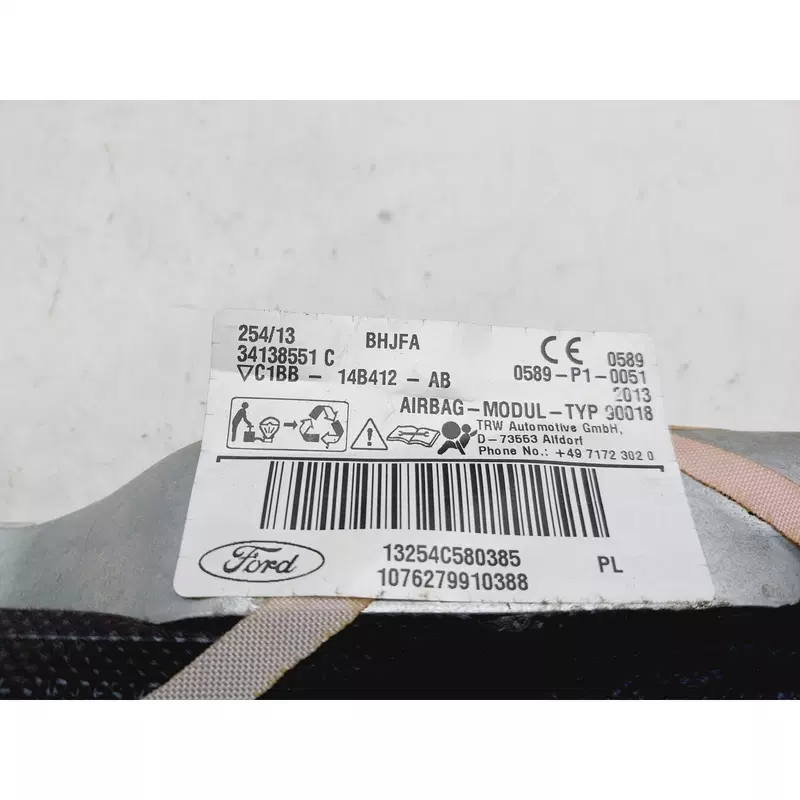 254/13 BHJFA CE 0589
34138551 C 0589-P1-0051
▽C1BB - 14B412 - AB 2013
AIRBAG-MODUL-TYP 90018
TRW Automotive GmbH,
D-73553 Alfdorf
Phone No.: +49 7172 302 0
Ford 13254C580385 PL
1076279910388